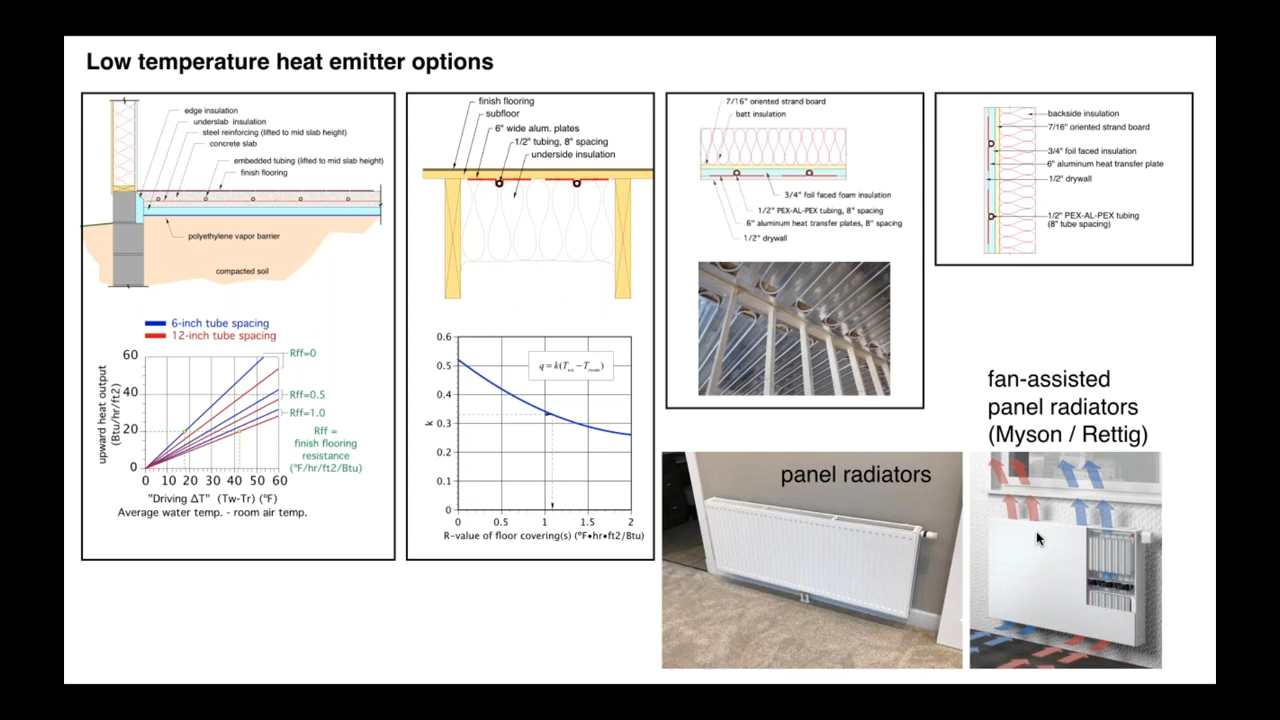 Low temperature heat emitter options
edge insulation
underslab insulation
steel reinforcing (lifted to mid slab height)
concrete slab
embedded tubing (lifted to mid slab height)
finish flooring
polyethylene vapor barrier
compacted soil
6-inch tube spacing
12-inch tube spacing
60
40
20
0
upward heat output
(Btu/hr/ft2)
Rff=0
Rff=0.5
Rff=1.0
Rff =
finish flooring
resistance
(°F/hr/ft2/Btu)
0 10 20 30 40 50 60
"Driving ΔT" (Tw-Tr) (°F)
Average water temp. - room air temp.
finish flooring
subfloor
6" wide alum. plates
1/2" tubing, 8" spacing
underside insulation
0.6
0.5
0.4
0.3
0.2
0.1
0
k
q = k(Tws − Troom)
0 0.5 1 1.5 2
R-value of floor covering(s) (°F•hr•ft2/Btu)
7/16" oriented strand board
batt insulation
3/4" foil faced foam insulation
1/2" PEX-AL-PEX tubing, 8" spacing
6" aluminum heat transfer plates, 8" spacing
1/2" drywall
backside insulation
7/16" oriented strand board
3/4" foil faced insulation
6" aluminum heat transfer plate
1/2" drywall
1/2" PEX-AL-PEX tubing
(8" tube spacing)
panel radiators
fan-assisted
panel radiators
(Myson / Rettig)